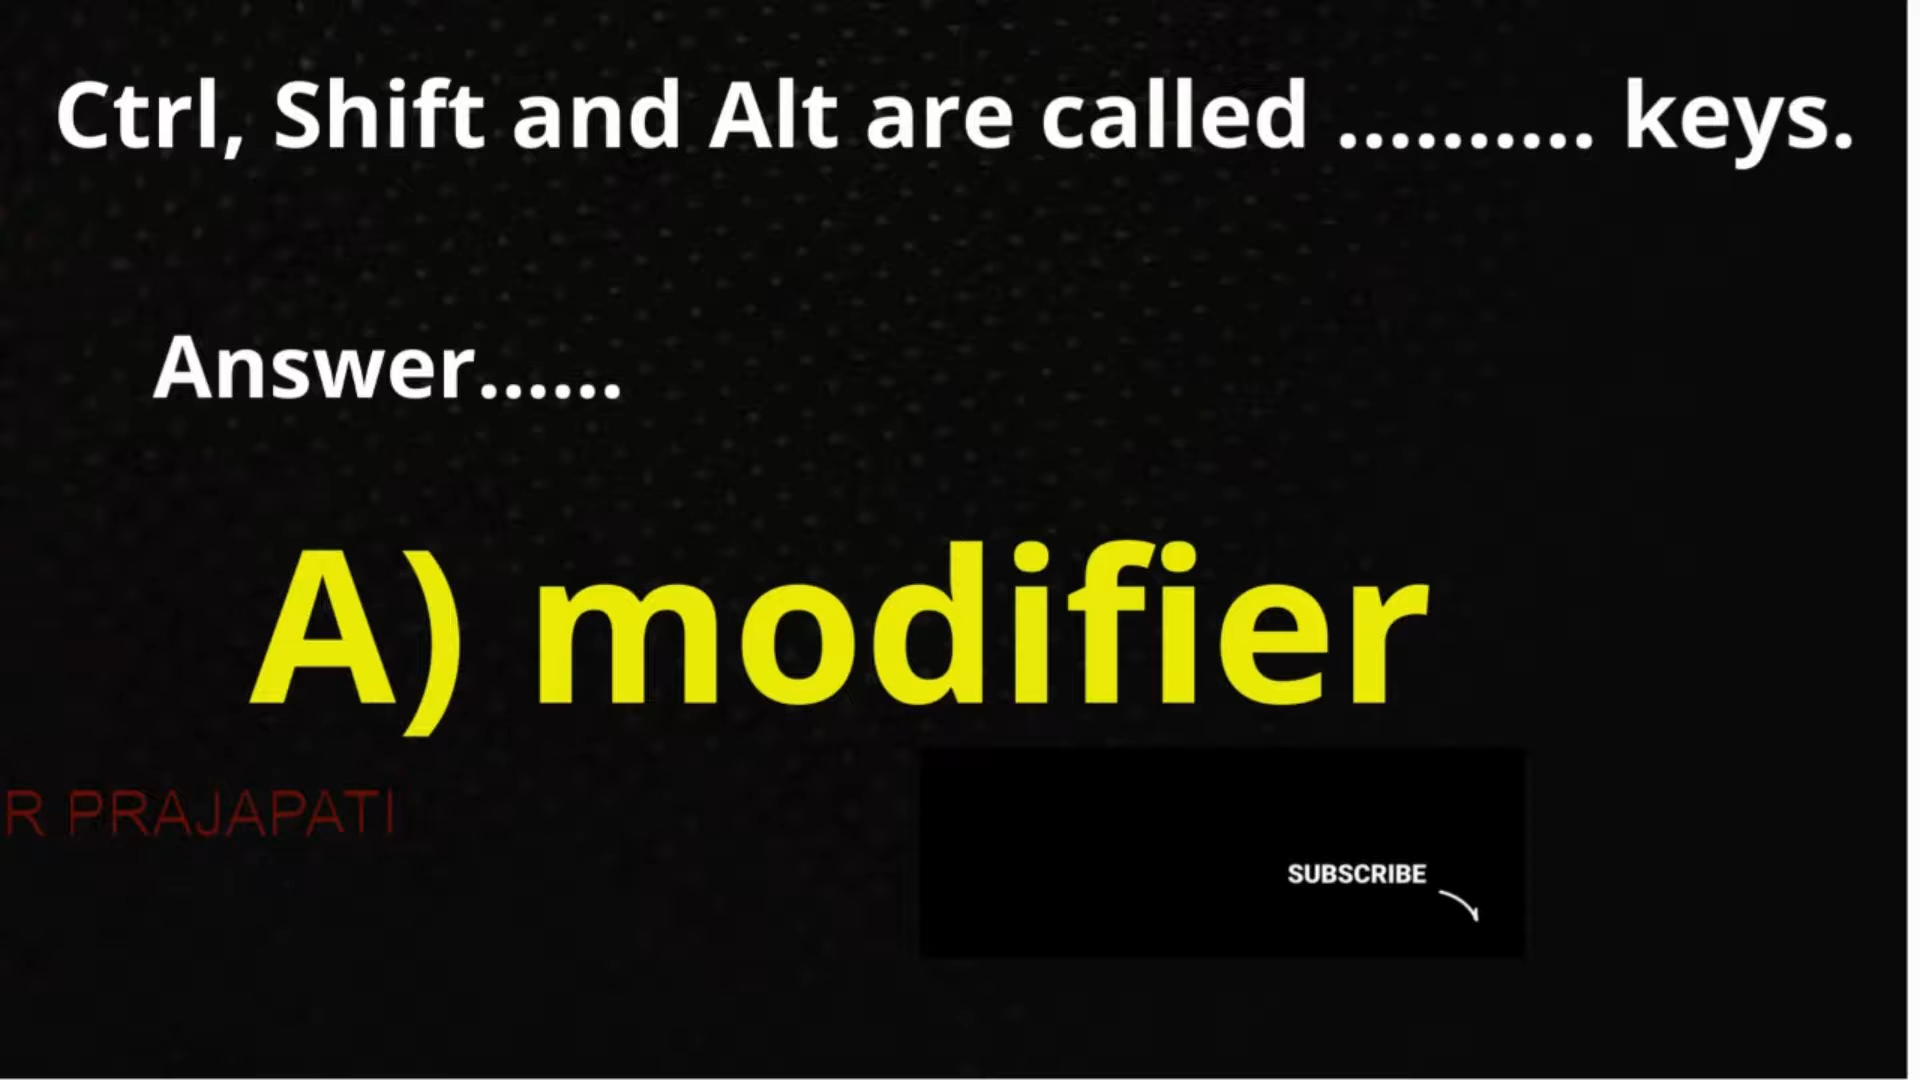 Ctrl, Shift and Alt are called .......... keys.
Answer......
A) modifier
R PRAJAPATI
SUBSCRIBE